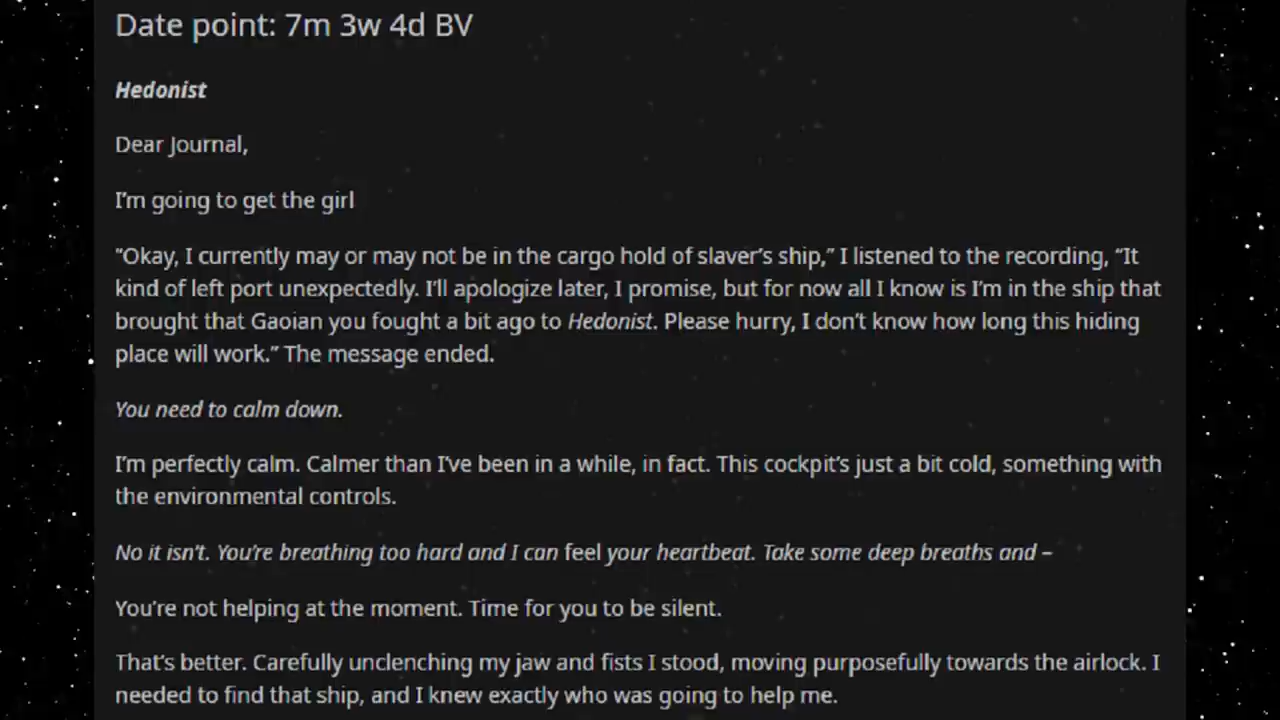 Date point: 7m 3w 4d BV
Hedonist
Dear Journal,
I’m going to get the girl
“Okay, I currently may or may not be in the cargo hold of slaver’s ship,” I listened to the recording, “It
kind of left port unexpectedly. I’ll apologize later, I promise, but for now all I know is I’m in the ship that
brought that Gaoian you fought a bit ago to Hedonist. Please hurry, I don’t know how long this hiding
place will work.” The message ended.
You need to calm down.
I’m perfectly calm. Calmer than I’ve been in a while, in fact. This cockpit’s just a bit cold, something with
the environmental controls.
No it isn’t. You’re breathing too hard and I can feel your heartbeat. Take some deep breaths and –
You’re not helping at the moment. Time for you to be silent.
That’s better. Carefully unclenching my jaw and fists I stood, moving purposefully towards the airlock. I
needed to find that ship, and I knew exactly who was going to help me.